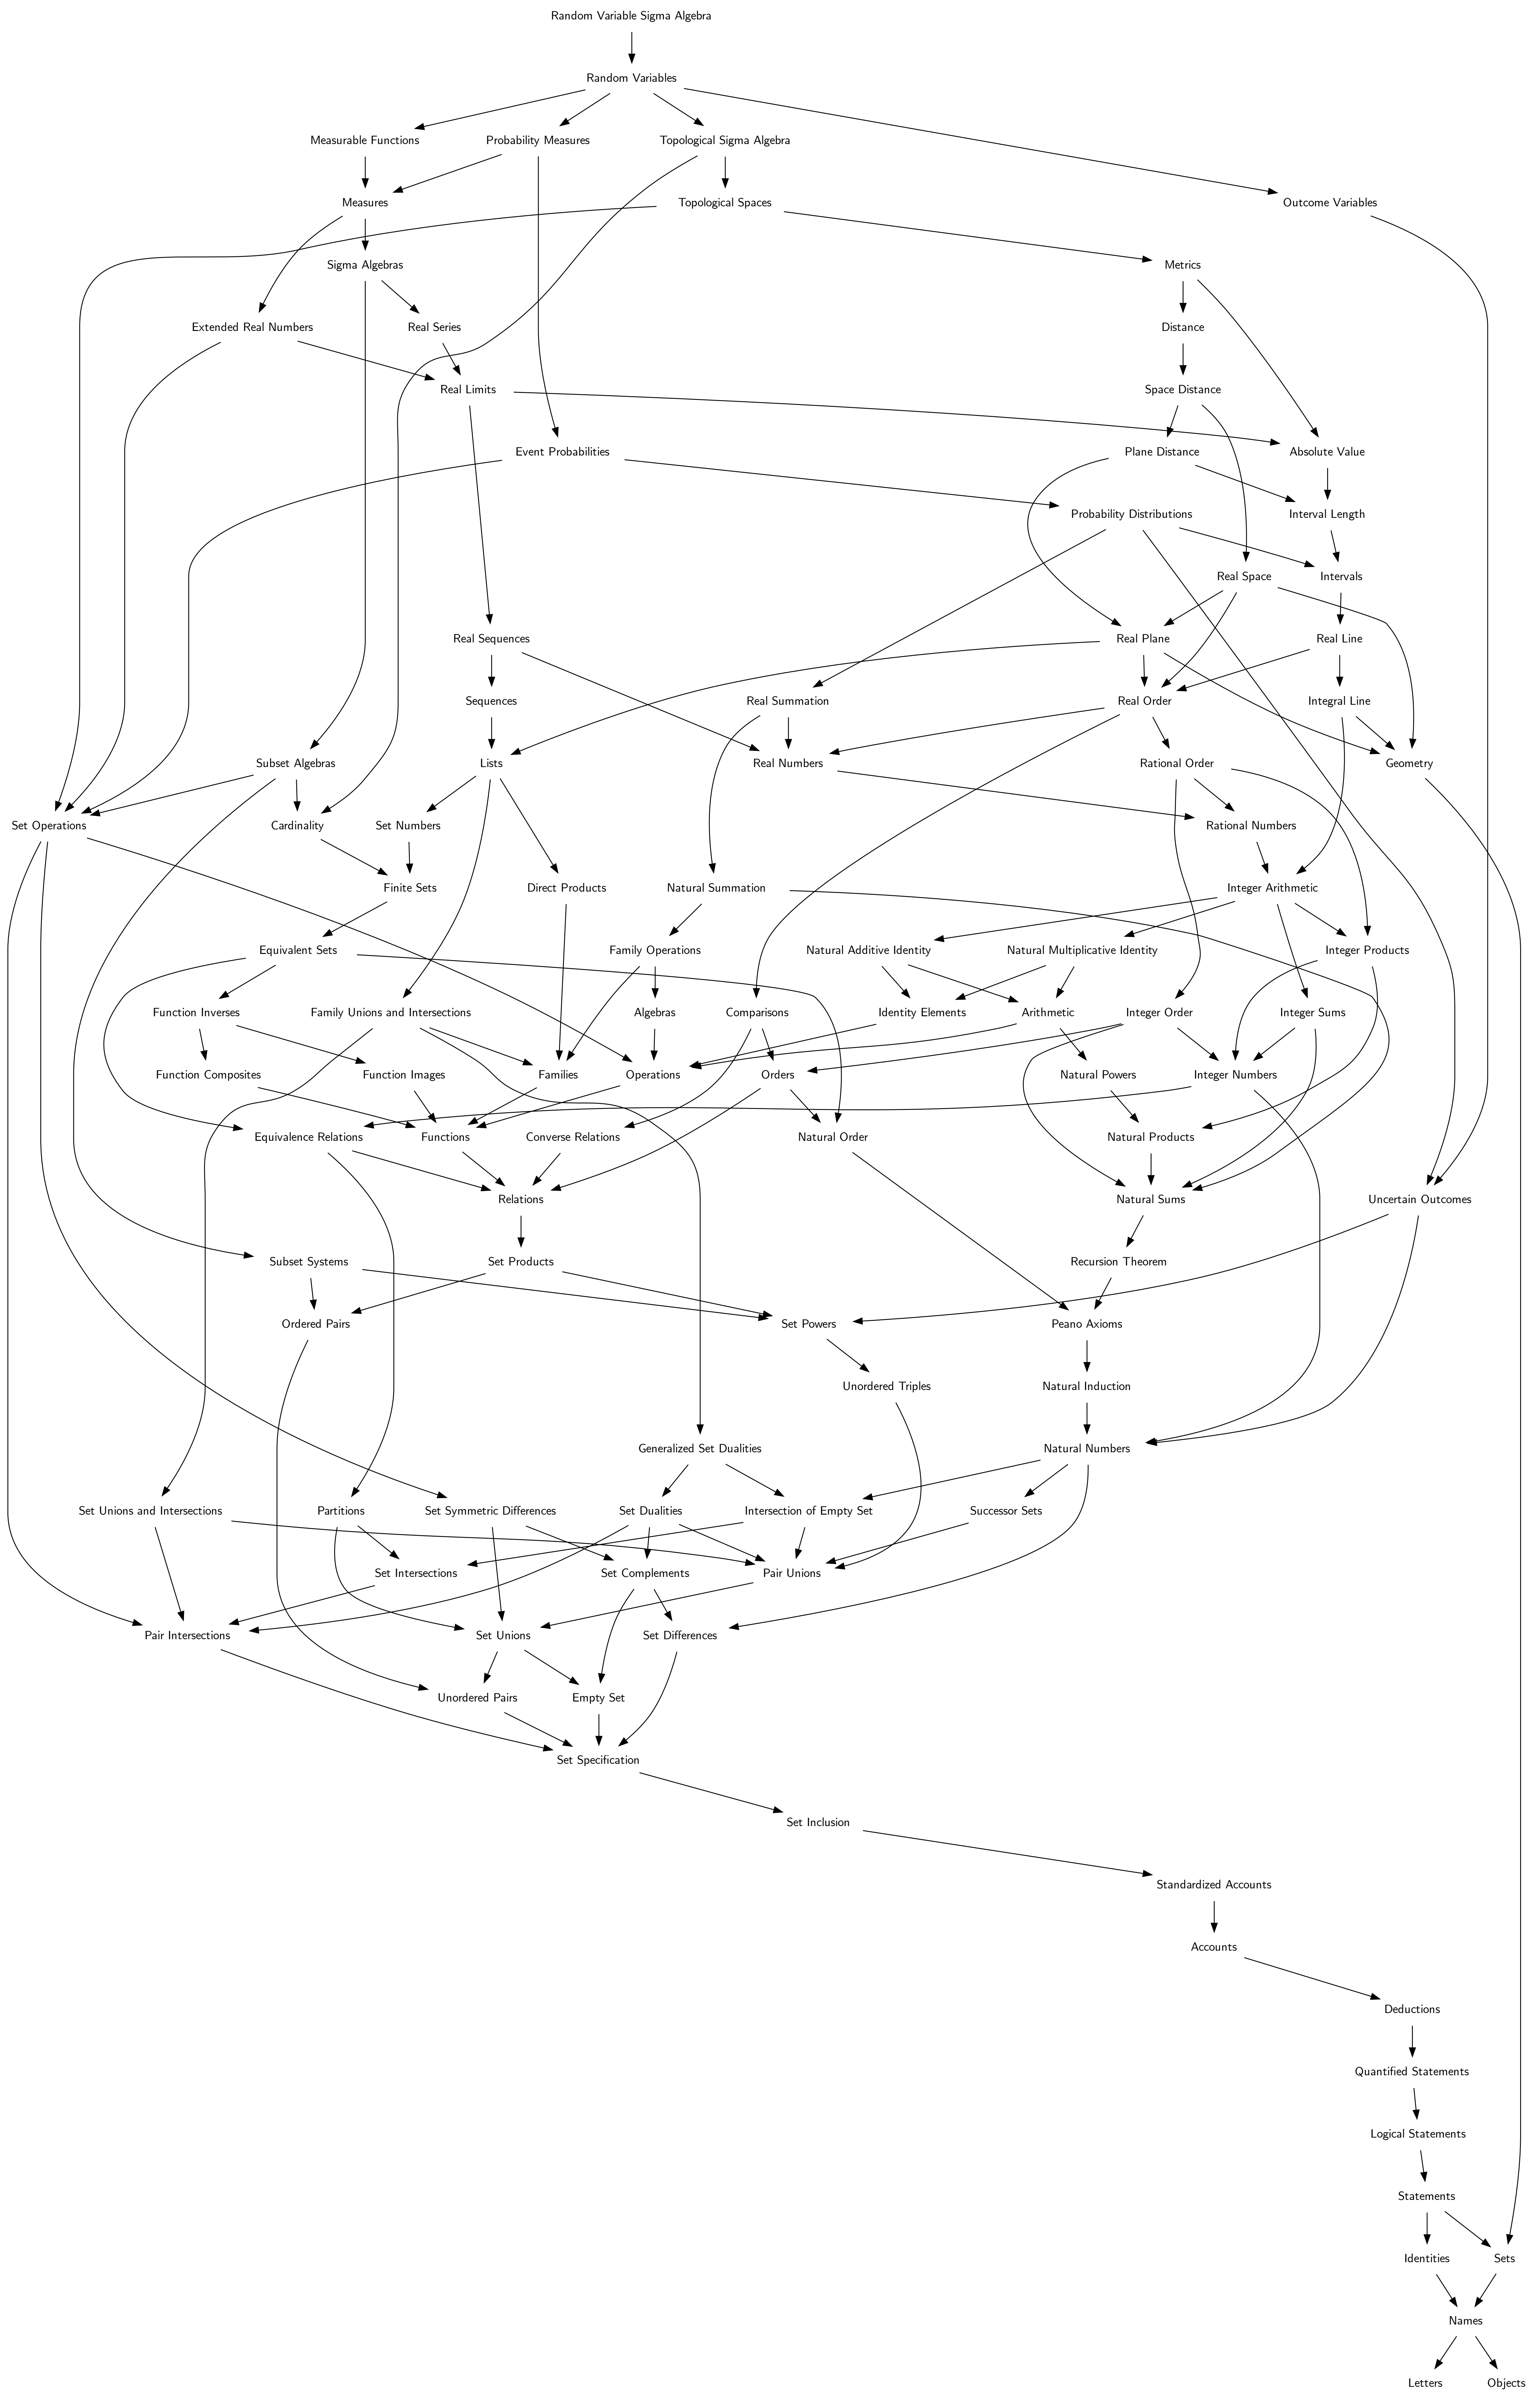 Random Variable Sigma Algebra
Random Variables
Measurable Functions
Probability Measures
Topological Sigma Algebra
Measures
Topological Spaces
Outcome Variables
Sigma Algebras
Metrics
Extended Real Numbers
Real Series
Distance
Real Limits
Space Distance
Event Probabilities
Plane Distance
Absolute Value
Probability Distributions
Interval Length
Real Space
Intervals
Real Sequences
Real Plane
Real Line
Sequences
Real Summation
Real Order
Integral Line
Subset Algebras
Lists
Real Numbers
Rational Order
Geometry
Set Operations
Cardinality
Set Numbers
Rational Numbers
Finite Sets
Direct Products
Natural Summation
Integer Arithmetic
Equivalent Sets
Family Operations
Natural Additive Identity
Natural Multiplicative Identity
Integer Products
Function Inverses
Family Unions and Intersections
Algebras
Comparisons
Identity Elements
Arithmetic
Integer Order
Integer Sums
Function Composites
Function Images
Families
Operations
Orders
Natural Powers
Integer Numbers
Equivalence Relations
Functions
Converse Relations
Natural Order
Natural Products
Relations
Natural Sums
Uncertain Outcomes
Subset Systems
Set Products
Recursion Theorem
Ordered Pairs
Set Powers
Peano Axioms
Unordered Triples
Natural Induction
Generalized Set Dualities
Natural Numbers
Set Unions and Intersections
Partitions
Set Symmetric Differences
Set Dualities
Intersection of Empty Set
Successor Sets
Set Intersections
Set Complements
Pair Unions
Pair Intersections
Set Unions
Set Differences
Unordered Pairs
Empty Set
Set Specification
Set Inclusion
Standardized Accounts
Accounts
Deductions
Quantified Statements
Logical Statements
Statements
Identities
Sets
Names
Letters
Objects